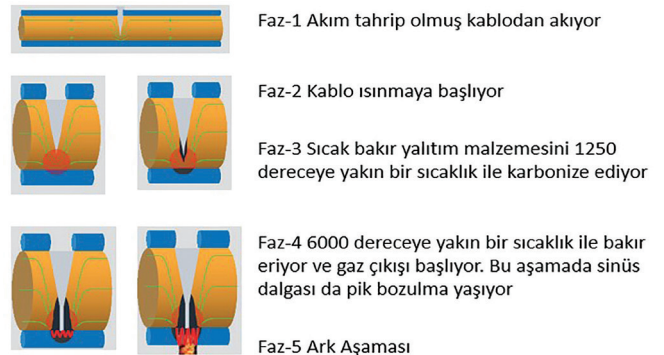 Faz-1 Akım tahrip olmuş kablodan akıyor
Faz-2 Kablo ısınmaya başlıyor
Faz-3 Sıcak bakır yalıtım malzemesini 1250
dereceye yakın bir sıcaklık ile karbonize ediyor
Faz-4 6000 dereceye yakın bir sıcaklık ile bakır
eriyor ve gaz çıkışı başlıyor. Bu aşamada sinüs
dalgası da pik bozulma yaşıyor
Faz-5 Ark Aşaması